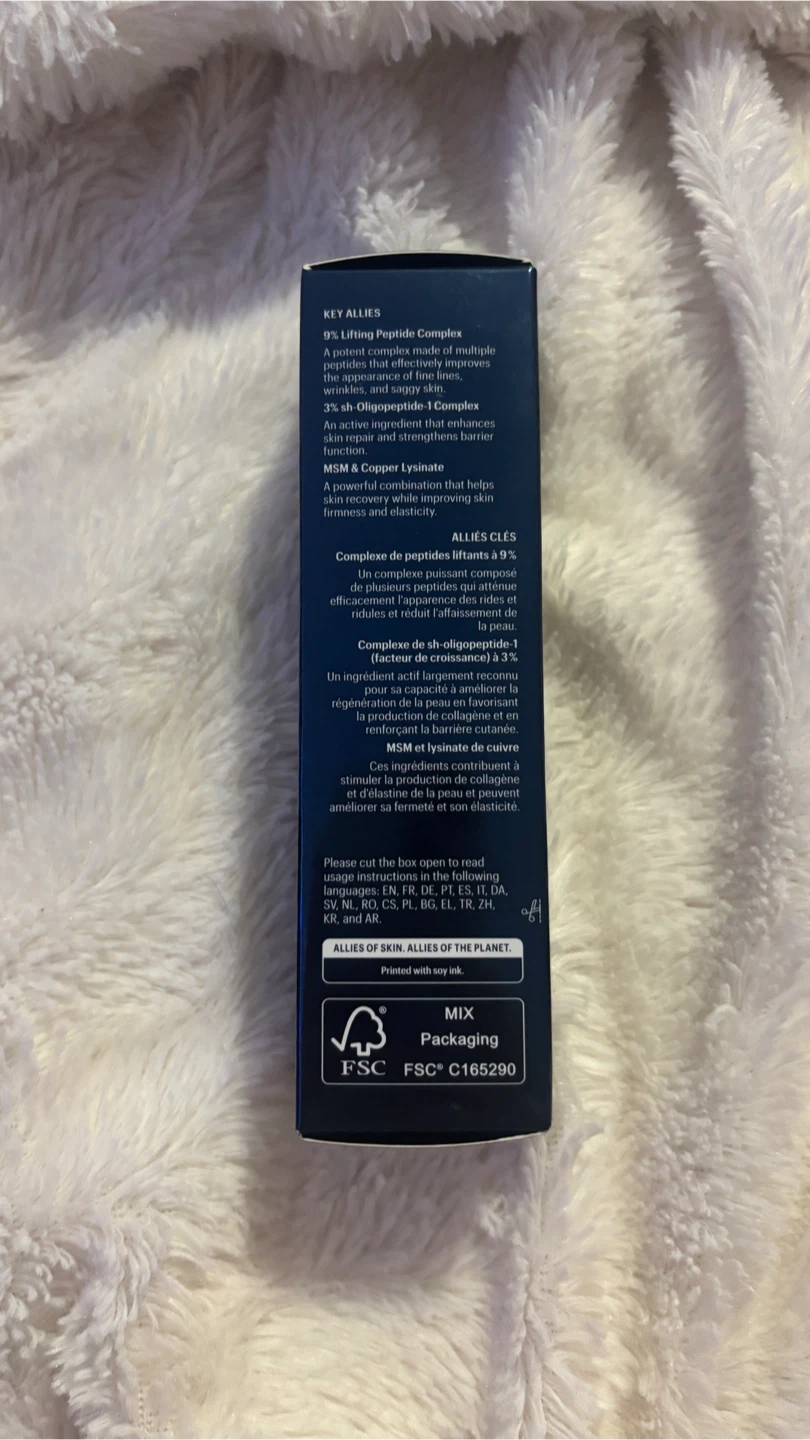 KEY ALLIES
9% Lifting Peptide Complex
A potent complex made of multiple
peptides that effectively improves
the appearance of fine lines,
wrinkles, and saggy skin.
3% sh-Oligopeptide-1 Complex
An active ingredient that enhances
skin repair and strengthens barrier
function.
MSM & Copper Lysinate
A powerful combination that helps
skin recovery while improving skin
firmness and elasticity.
ALLIÉS CLÉS
Complexe de peptides liftants à 9%
Un complexe puissant composé
de plusieurs peptides qui atténue
efficacement l'apparence des rides et
ridules et réduit l'affaissement de
la peau.
Complexe de sh-oligopeptide-1
(facteur de croissance) à 3%
Un ingrédient actif largement reconnu
pour sa capacité à améliorer la
régénération de la peau en favorisant
la production de collagène et en
renforçant la barrière cutanée.
MSM et lysinate de cuivre
Ces ingrédients contribuent à
stimuler la production de collagène
et d'élastine de la peau et peuvent
améliorer sa fermeté et son élasticité.
Please cut the box open to read
usage instructions in the following
languages: EN, FR, DE, PT, ES, IT, DA,
SV, NL, RO, CS, PL, BG, EL, TR, ZH,
KR, and AR.
ALLIES OF SKIN. ALLIES OF THE PLANET.
Printed with soy ink.
®
FSC
MIX
Packaging
FSC® C165290